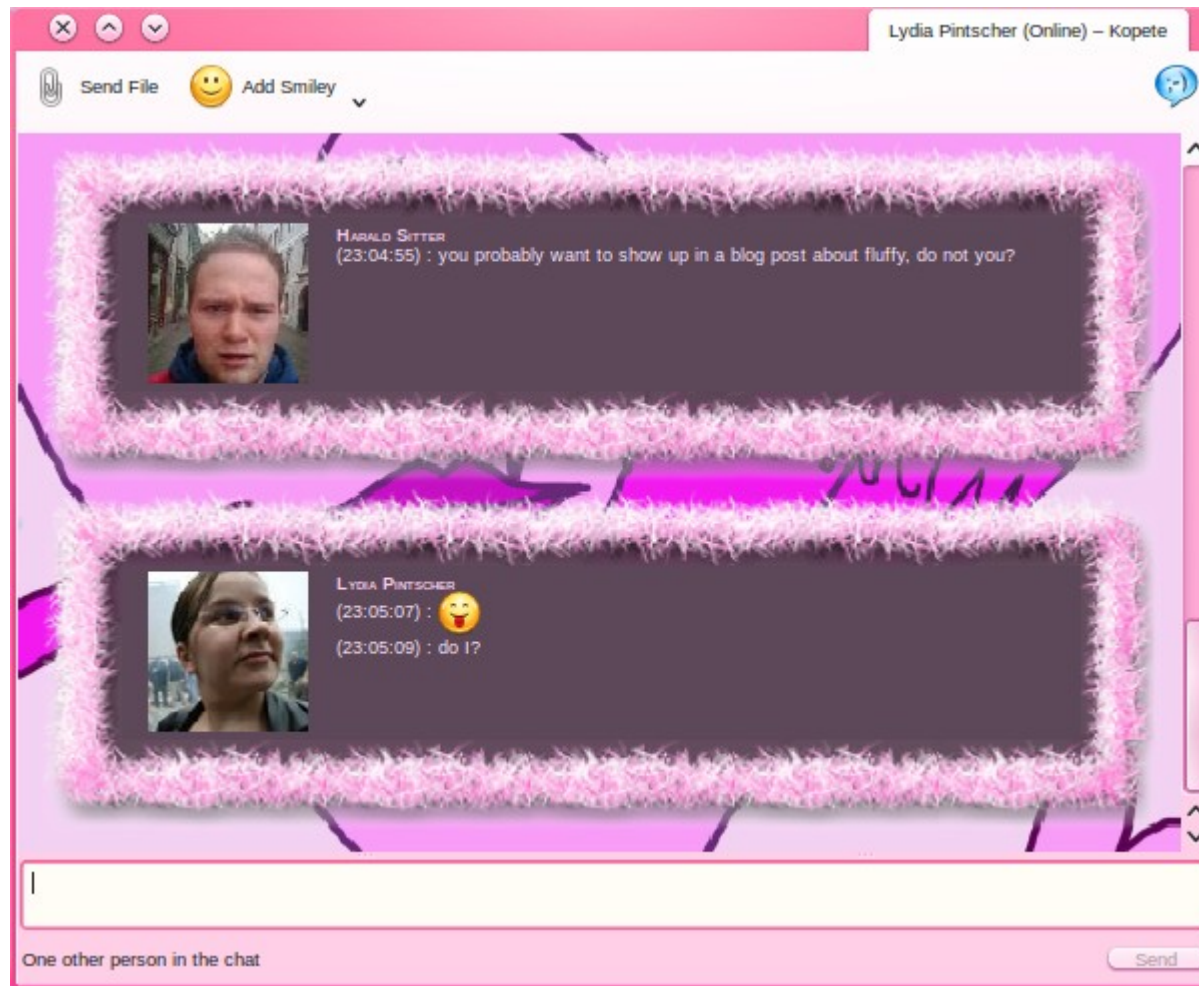 Lydia Pintscher (Online) – Kopete
Send File
Add Smiley
Harald Sitter
(23:04:55) : you probably want to show up in a blog post about fluffy, do not you?
Lydia Pintscher
(23:05:07) :
(23:05:09) : do I?
One other person in the chat
Send